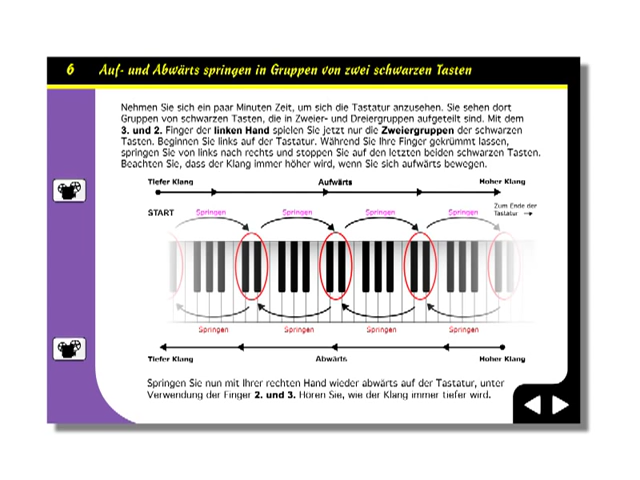 6 Auf- und Abwärts springen in Gruppen von zwei schwarzen Tasten
Nehmen Sie sich ein paar Minuten Zeit, um sich die Tastatur anzusehen. Sie sehen dort
Gruppen von schwarzen Tasten, die in Zweier- und Dreiergruppen aufgeteilt sind. Mit dem
3. und 2. Finger der linken Hand spielen Sie jetzt nur die Zweiergruppen der schwarzen
Tasten. Beginnen Sie links auf der Tastatur. Während Sie Ihre Finger gekrümmt lassen,
springen Sie von links nach rechts und stoppen Sie auf den letzten beiden schwarzen Tasten.
Beachten Sie, dass der Klang immer höher wird, wenn Sie sich aufwärts bewegen.
Tiefer Klang Aufwärts Hoher Klang
START Springen Springen Springen Springen Zum Ende der
Tastatur
Springen Springen Springen Springen
Tiefer Klang Abwärts Hoher Klang
Springen Sie nun mit Ihrer rechten Hand wieder abwärts auf der Tastatur, unter
Verwendung der Finger 2. und 3. Hören Sie, wie der Klang immer tiefer wird.